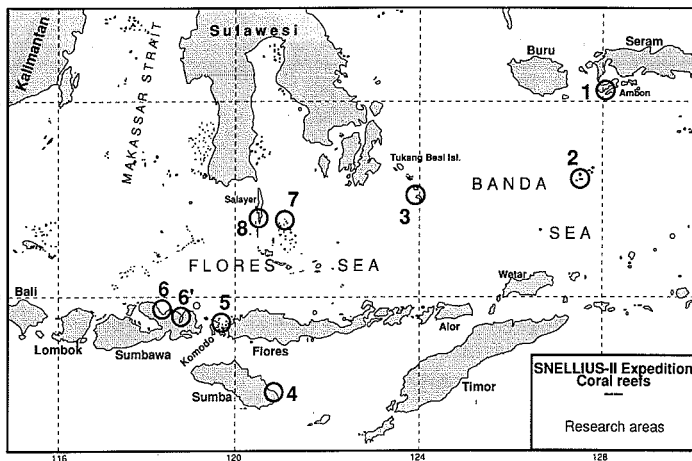 Kalimantan
MAKASSAR STRAIT
Sulawesi
Buru
Seram
1
Ambon
Tukang Besi Isl.
2
BANDA
SEA
3
Salayer
7
8
FLORES SEA
Wetar
Bali
6
6'
5
Lombok
Sumbawa
Komodo
Flores
Alor
Sumba
4
Timor
SNELLIUS-II Expedition
Coral reefs
Research areas
116
120
124
128